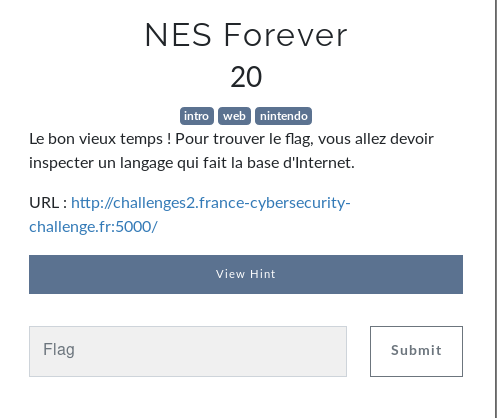 NES Forever
20
intro web nintendo
Le bon vieux temps ! Pour trouver le flag, vous allez devoir
inspecter un langage qui fait la base d'Internet.
URL : http://challenges2.france-cybersecurity-
challenge.fr:5000/
View Hint
Flag
Submit